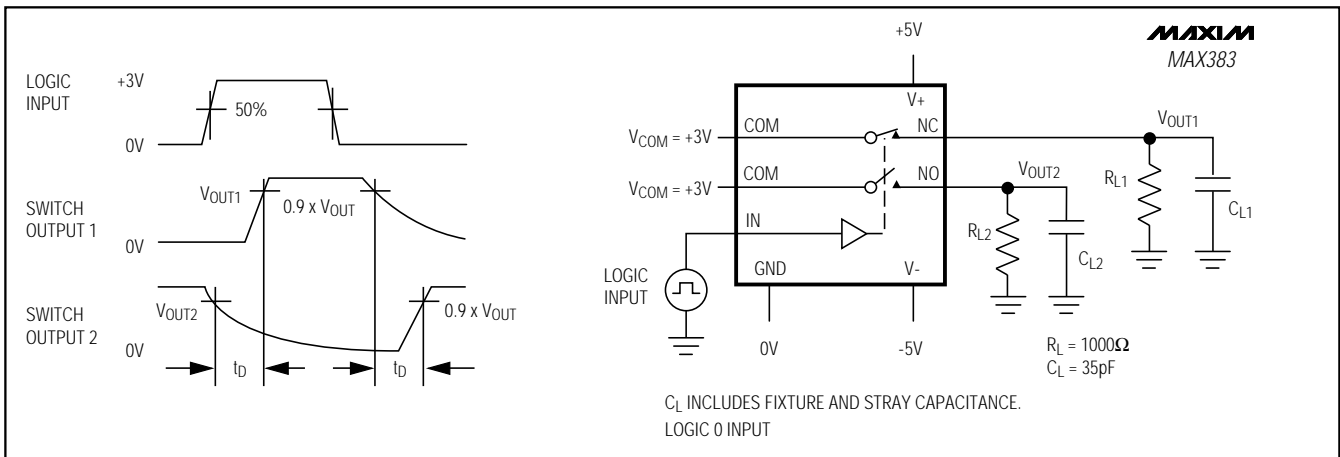 LOGIC
INPUT
+3V
50%
0V
SWITCH
OUTPUT 1
VOUT1
0.9 x VOUT
0V
SWITCH
OUTPUT 2
VOUT2
0.9 x VOUT
0V
tD
tD
+5V
MAXIM
MAX383
V+
VCOM = +3V
COM
NC
VOUT1
VCOM = +3V
COM
NO
VOUT2
RL1
CL1
IN
RL2
CL2
LOGIC
INPUT
GND
V-
0V
-5V
RL = 1000Ω
CL = 35pF
CL INCLUDES FIXTURE AND STRAY CAPACITANCE.
LOGIC 0 INPUT